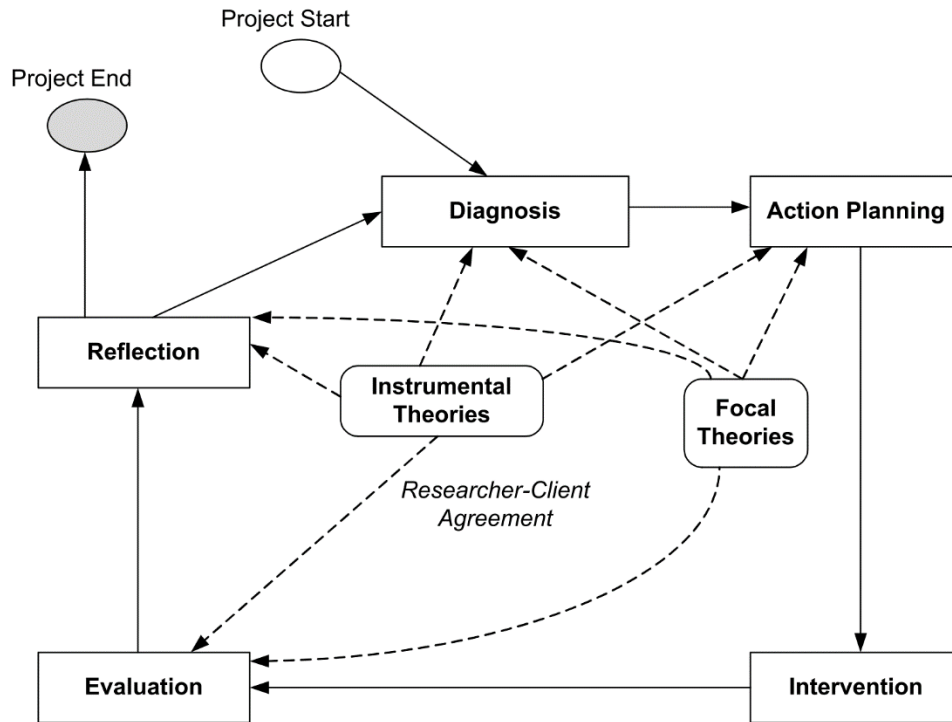 Project Start
Project End
Diagnosis
Action Planning
Reflection
Instrumental
Theories
Focal
Theories
Researcher-Client
Agreement
Evaluation
Intervention